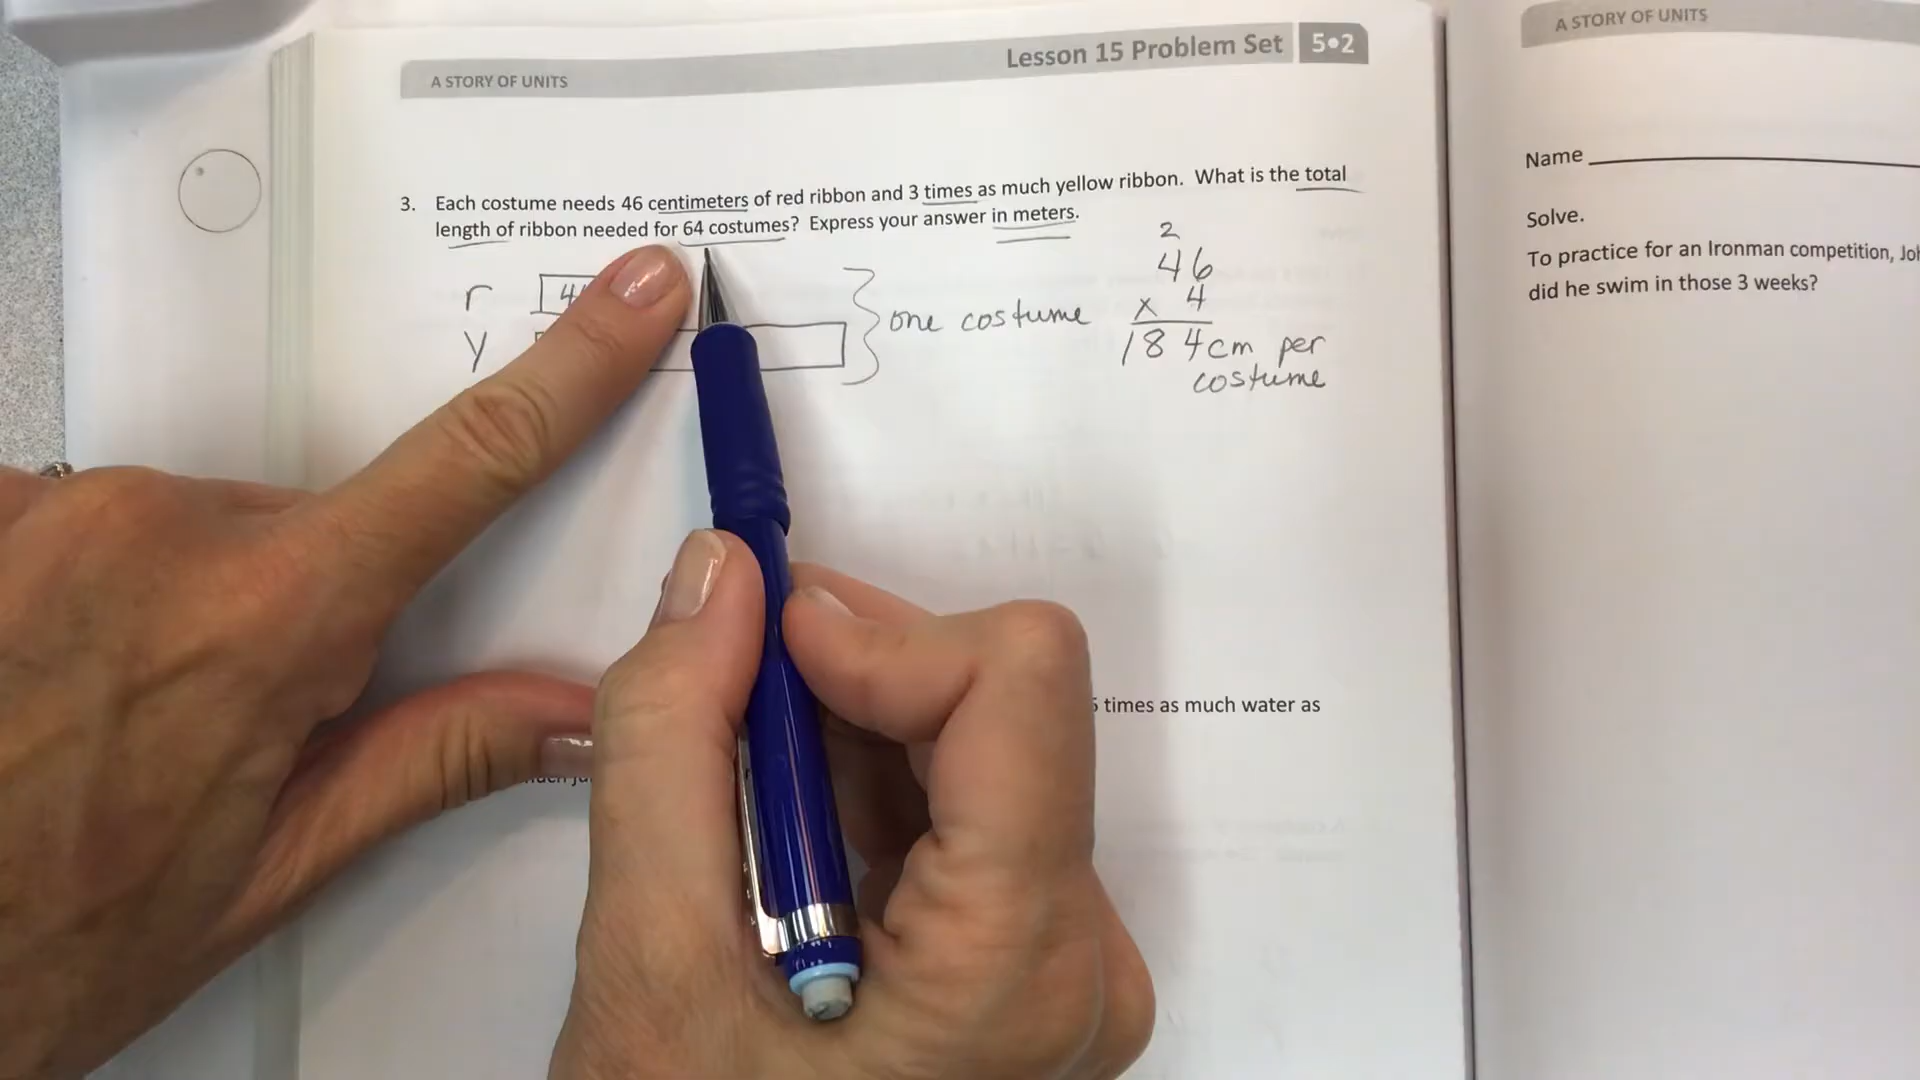 A STORY OF UNITS
Lesson 15 Problem Set 5•2
3. Each costume needs 46 centimeters of red ribbon and 3 times as much yellow ribbon. What is the total
length of ribbon needed for 64 costumes? Express your answer in meters.
r
y
one costume
2
46
x 4
184cm per
costume
times as much water as
A STORY OF UNITS
Name
Solve.
To practice for an Ironman competition,
did he swim in those 3 weeks?